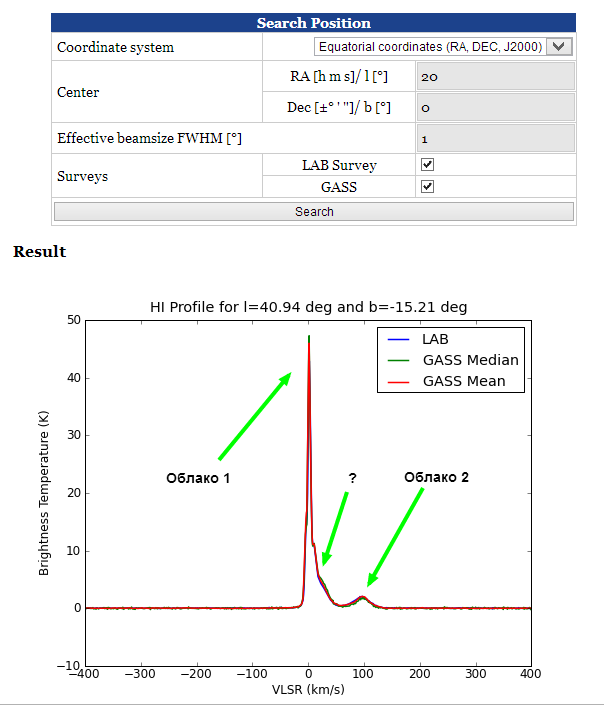 Search Position
Coordinate system
Equatorial coordinates (RA, DEC, J2000)
Center
RA [h m s]/ l [°]
20
Dec [±° ' "]/ b [°]
0
Effective beamsize FWHM [°]
1
Surveys
LAB Survey
GASS
Search
Result
HI Profile for l=40.94 deg and b=-15.21 deg
50
40
30
20
10
0
−10
Brightness Temperature (K)
LAB
GASS Median
GASS Mean
Облако 1
?
Облако 2
−400 −300 −200 −100 0 100 200 300 400
VLSR (km/s)